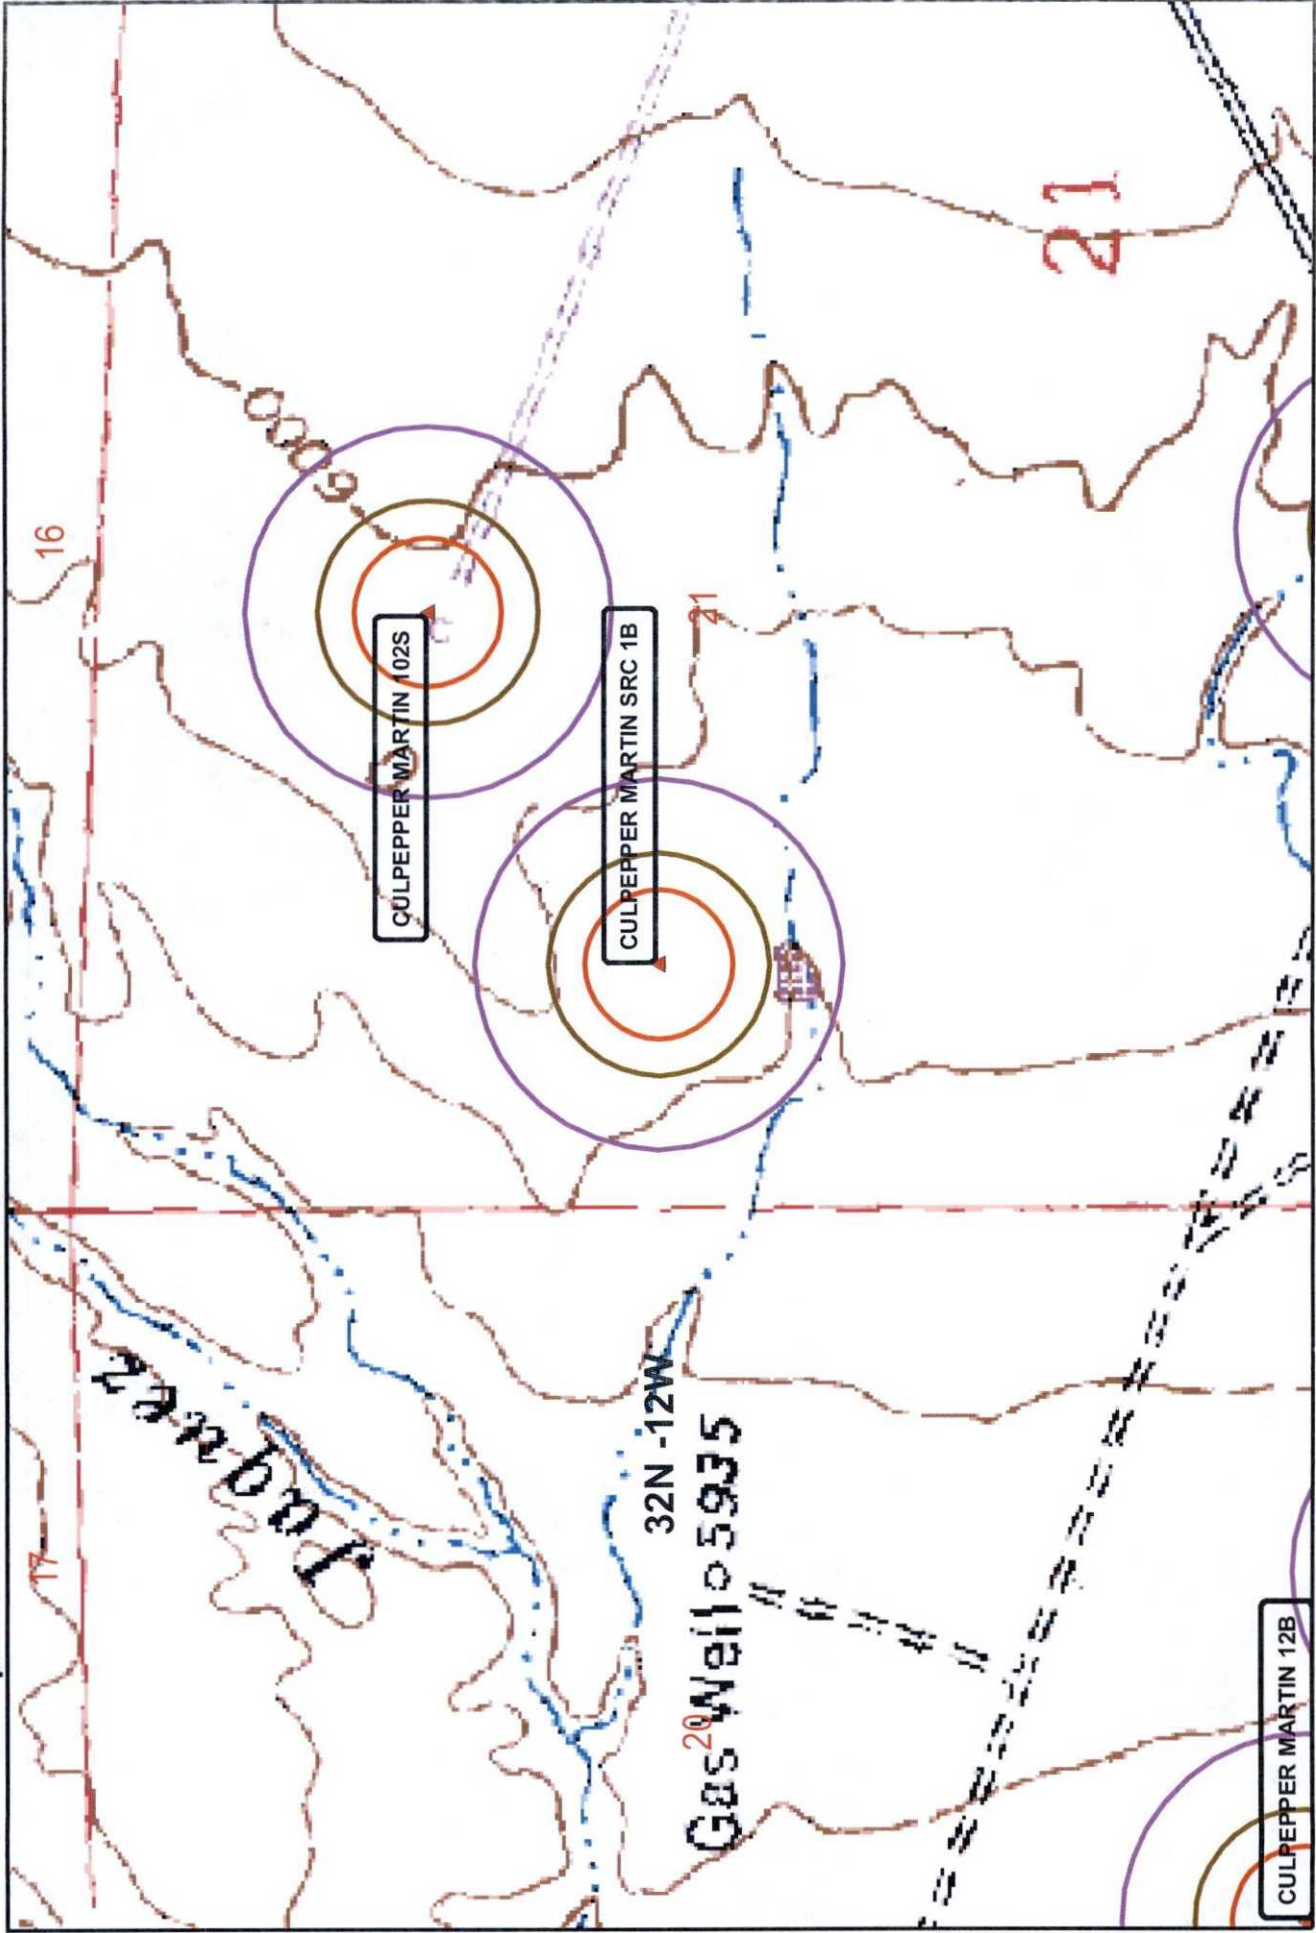 17
16
Jaquez
6000
CULPEPPER MARTIN 102S
CULPEPPER MARTIN SRC 1B
32N -12W
20
21
Gas Well 5935
21
CULPEPPER MARTIN 12B